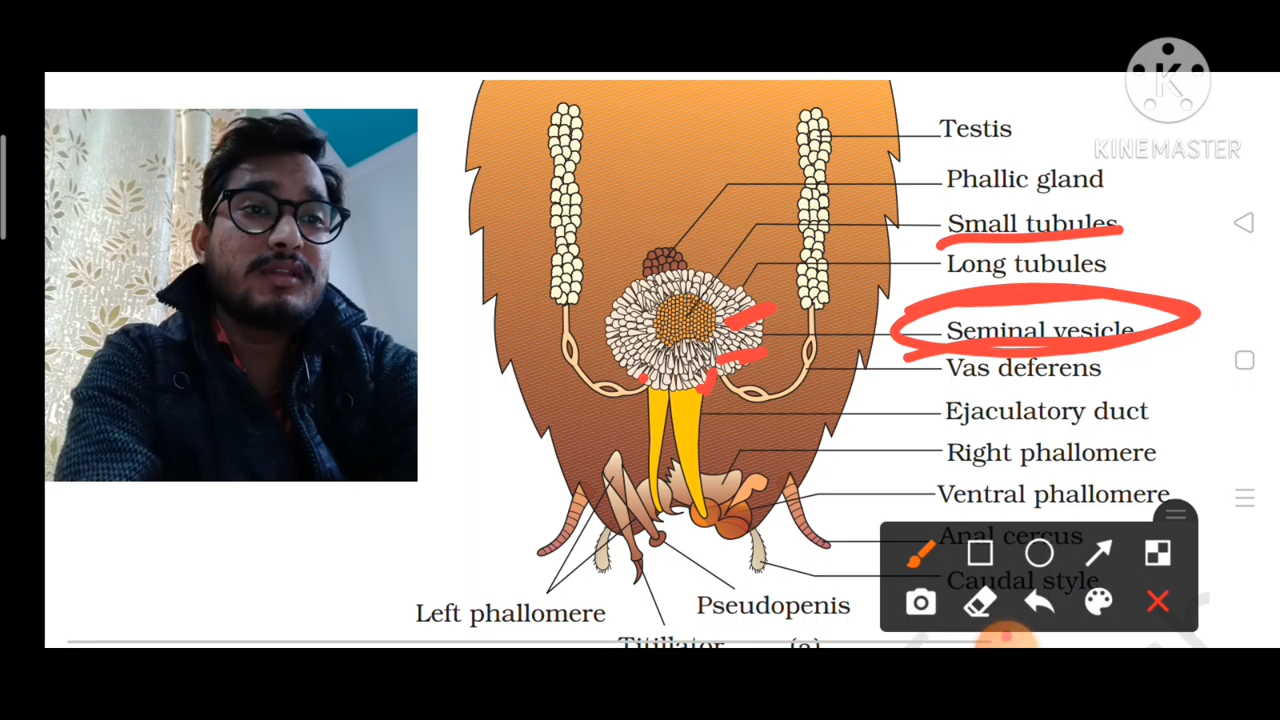 K
KINEMASTER
Testis
Phallic gland
Small tubules
Long tubules
Seminal vesicle
Vas deferens
Ejaculatory duct
Right phallomere
Ventral phallomere
Anal cercus
Caudal style
Left phallomere
Pseudopenis
Titillator
(a)